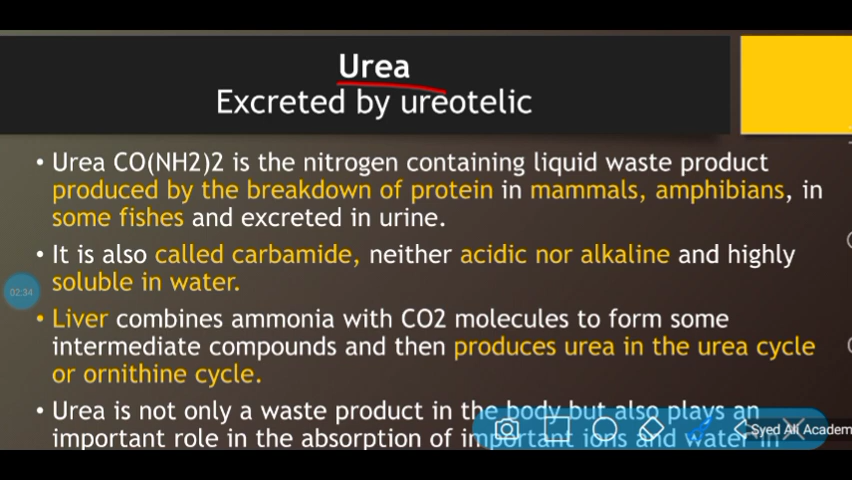 Urea
Excreted by ureotelic
• Urea CO(NH2)2 is the nitrogen containing liquid waste product
produced by the breakdown of protein in mammals, amphibians, in
some fishes and excreted in urine.
• It is also called carbamide, neither acidic nor alkaline and highly
soluble in water.
02:34
• Liver combines ammonia with CO2 molecules to form some
intermediate compounds and then produces urea in the urea cycle
or ornithine cycle.
• Urea is not only a waste product in the body but also plays an
important role in the absorption of important ions and water in
Syed Ali Academ